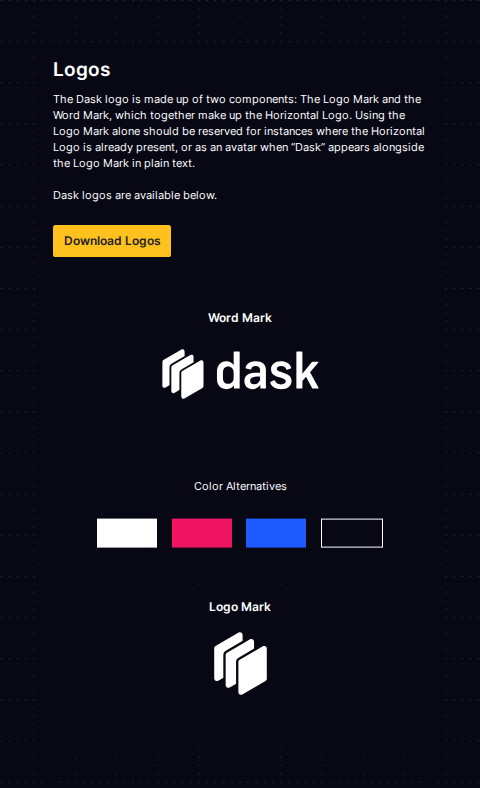 Logos
The Dask logo is made up of two components: The Logo Mark and the
Word Mark, which together make up the Horizontal Logo. Using the
Logo Mark alone should be reserved for instances where the Horizontal
Logo is already present, or as an avatar when “Dask” appears alongside
the Logo Mark in plain text.
Dask logos are available below.
Download Logos
Word Mark
dask
Color Alternatives
Logo Mark